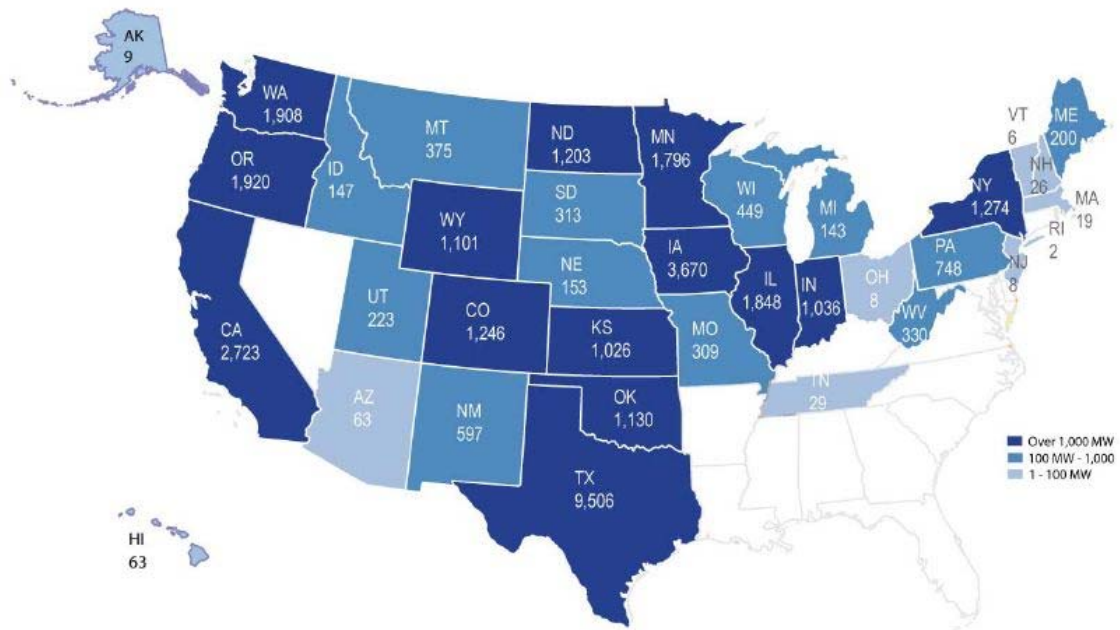 AK
9
WA
1,908
OR
1,920
CA
2,723
ID
147
MT
375
WY
1,101
UT
223
CO
1,246
AZ
63
NM
597
ND
1,203
SD
313
NE
153
KS
1,026
OK
1,130
TX
9,506
MN
1,796
IA
3,670
MO
309
WI
449
IL
1,848
MI
143
IN
1,036
OH
8
TN
29
WV
330
PA
748
NY
1,274
VT
6
NH
26
ME
200
MA
19
RI
2
NJ
8
HI
63
Over 1,000 MW
100 MW - 1,000
1 - 100 MW